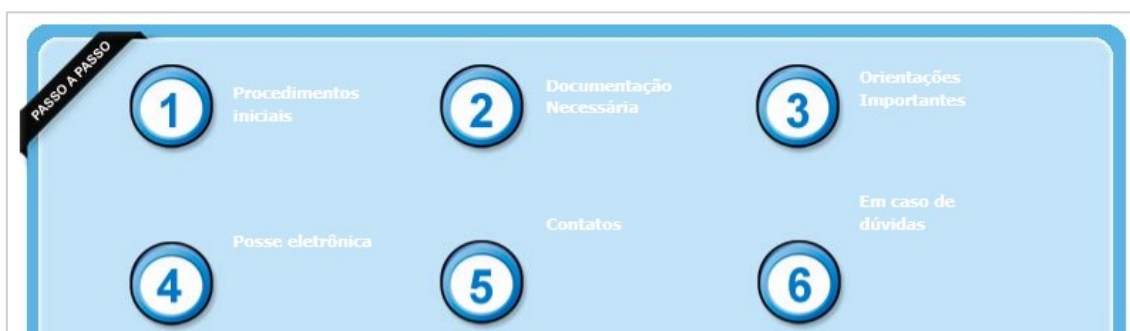 PASSO A PASSO
1
Procedimentos
iniciais
2
Documentação
Necessária
3
Orientações
Importantes
4
Posse eletrônica
5
Contatos
6
Em caso de
dúvidas